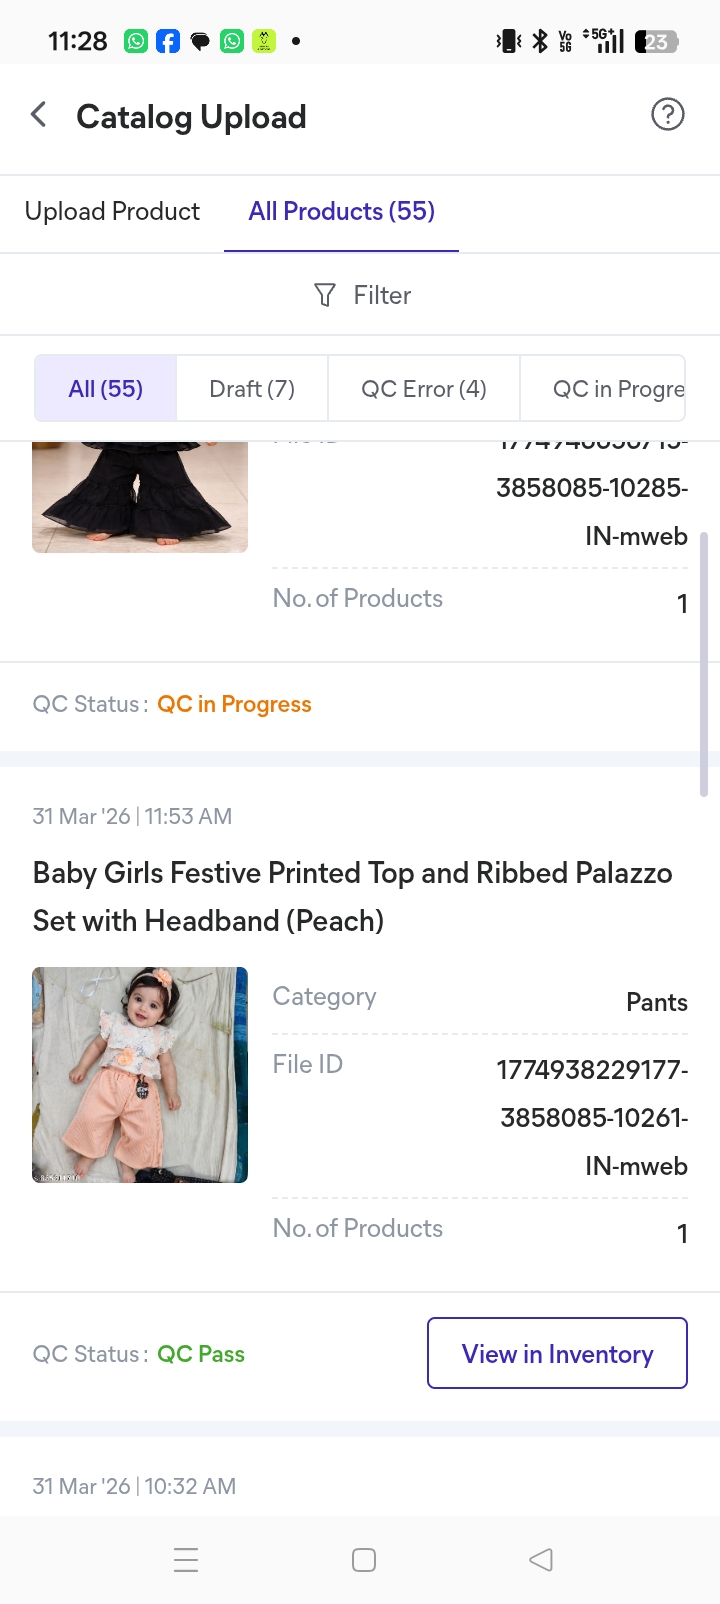 11:28
Vo
5G
5G+
23
Catalog Upload
Upload Product
All Products (55)
Filter
All (55)
Draft (7)
QC Error (4)
QC in Progre
3858085-10285-
IN-mweb
No. of Products
1
QC Status : QC in Progress
31 Mar '26 | 11:53 AM
Baby Girls Festive Printed Top and Ribbed Palazzo
Set with Headband (Peach)
Category
Pants
File ID
1774938229177-
3858085-10261-
IN-mweb
No. of Products
1
QC Status : QC Pass
View in Inventory
31 Mar '26 | 10:32 AM